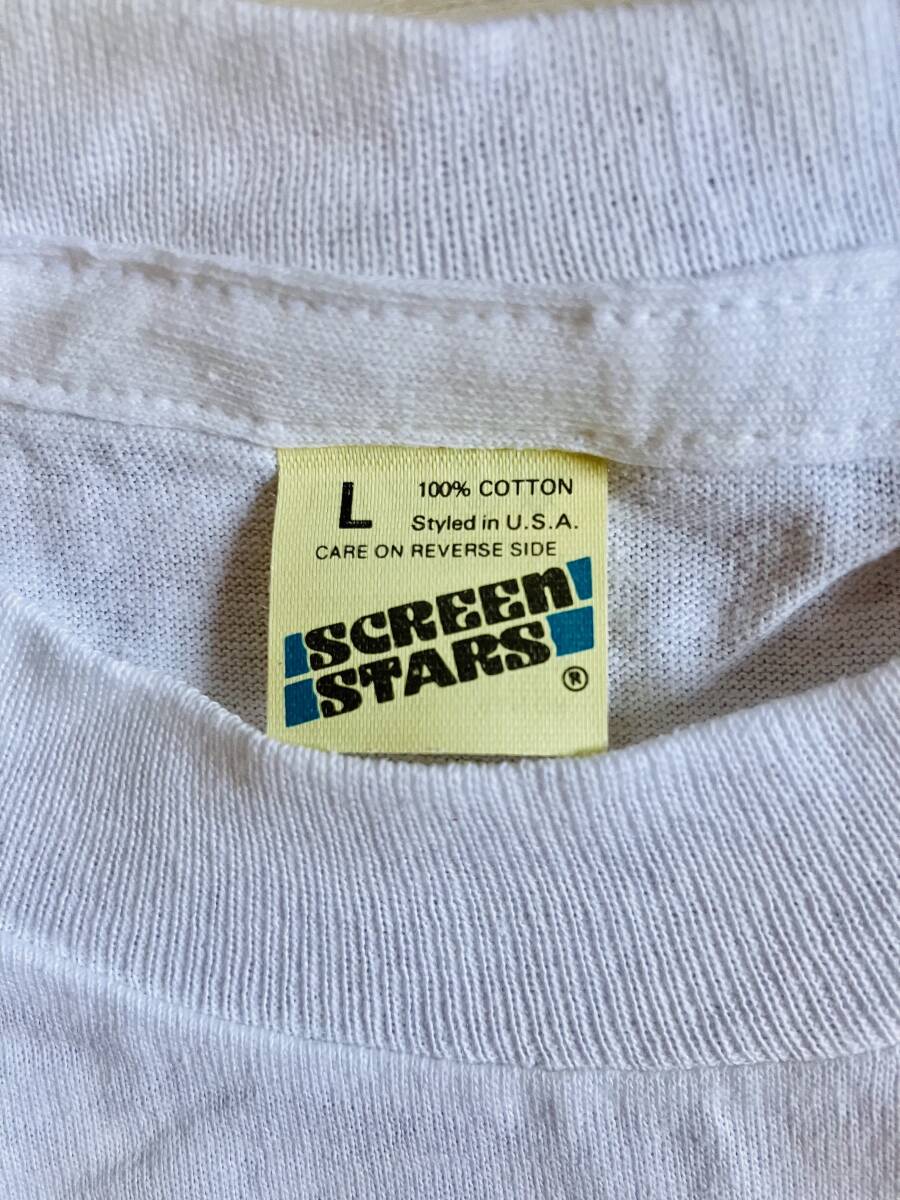 L 100% COTTON
Styled in U.S.A.
CARE ON REVERSE SIDE
SCREEN
STARS
®